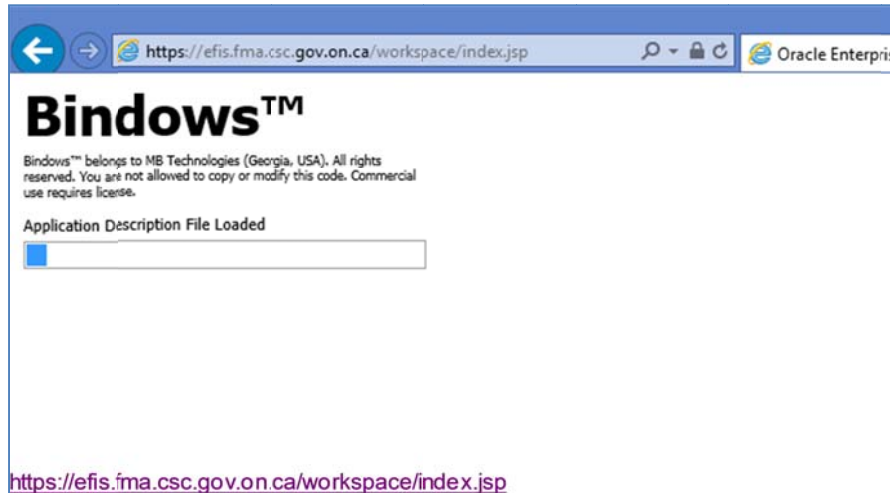 https://efis.fma.csc.gov.on.ca/workspace/index.jsp
Oracle Enterpris
Bindows™
Bindows™ belongs to MB Technologies (Georgia, USA). All rights
reserved. You are not allowed to copy or modify this code. Commercial
use requires license.
Application Description File Loaded
https://efis.fma.csc.gov.on.ca/workspace/index.jsp